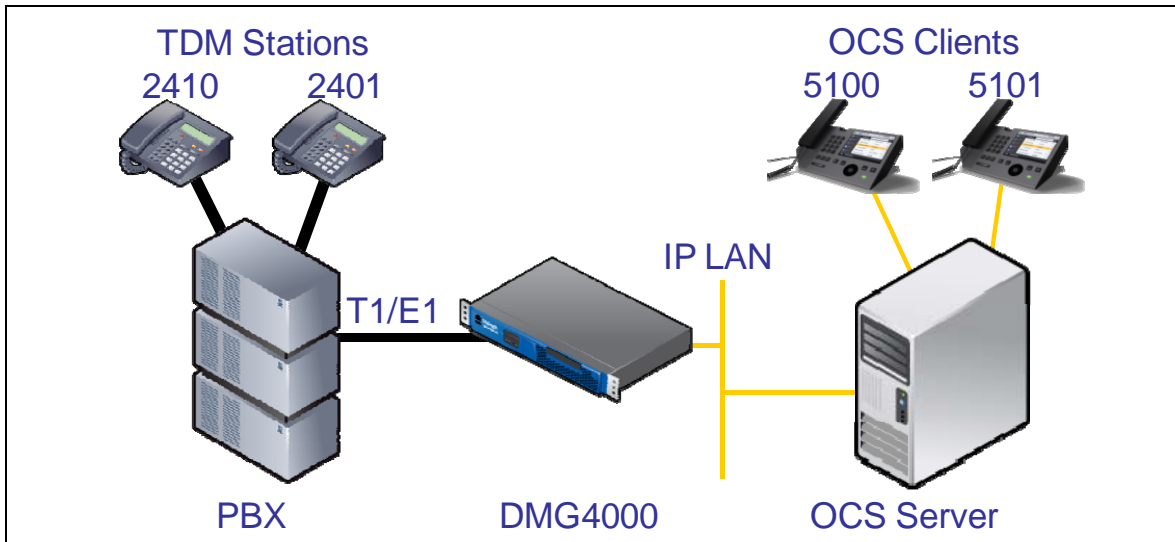 TDM Stations
2410 2401
OCS Clients
5100 5101
IP LAN
T1/E1
PBX
DMG4000
OCS Server